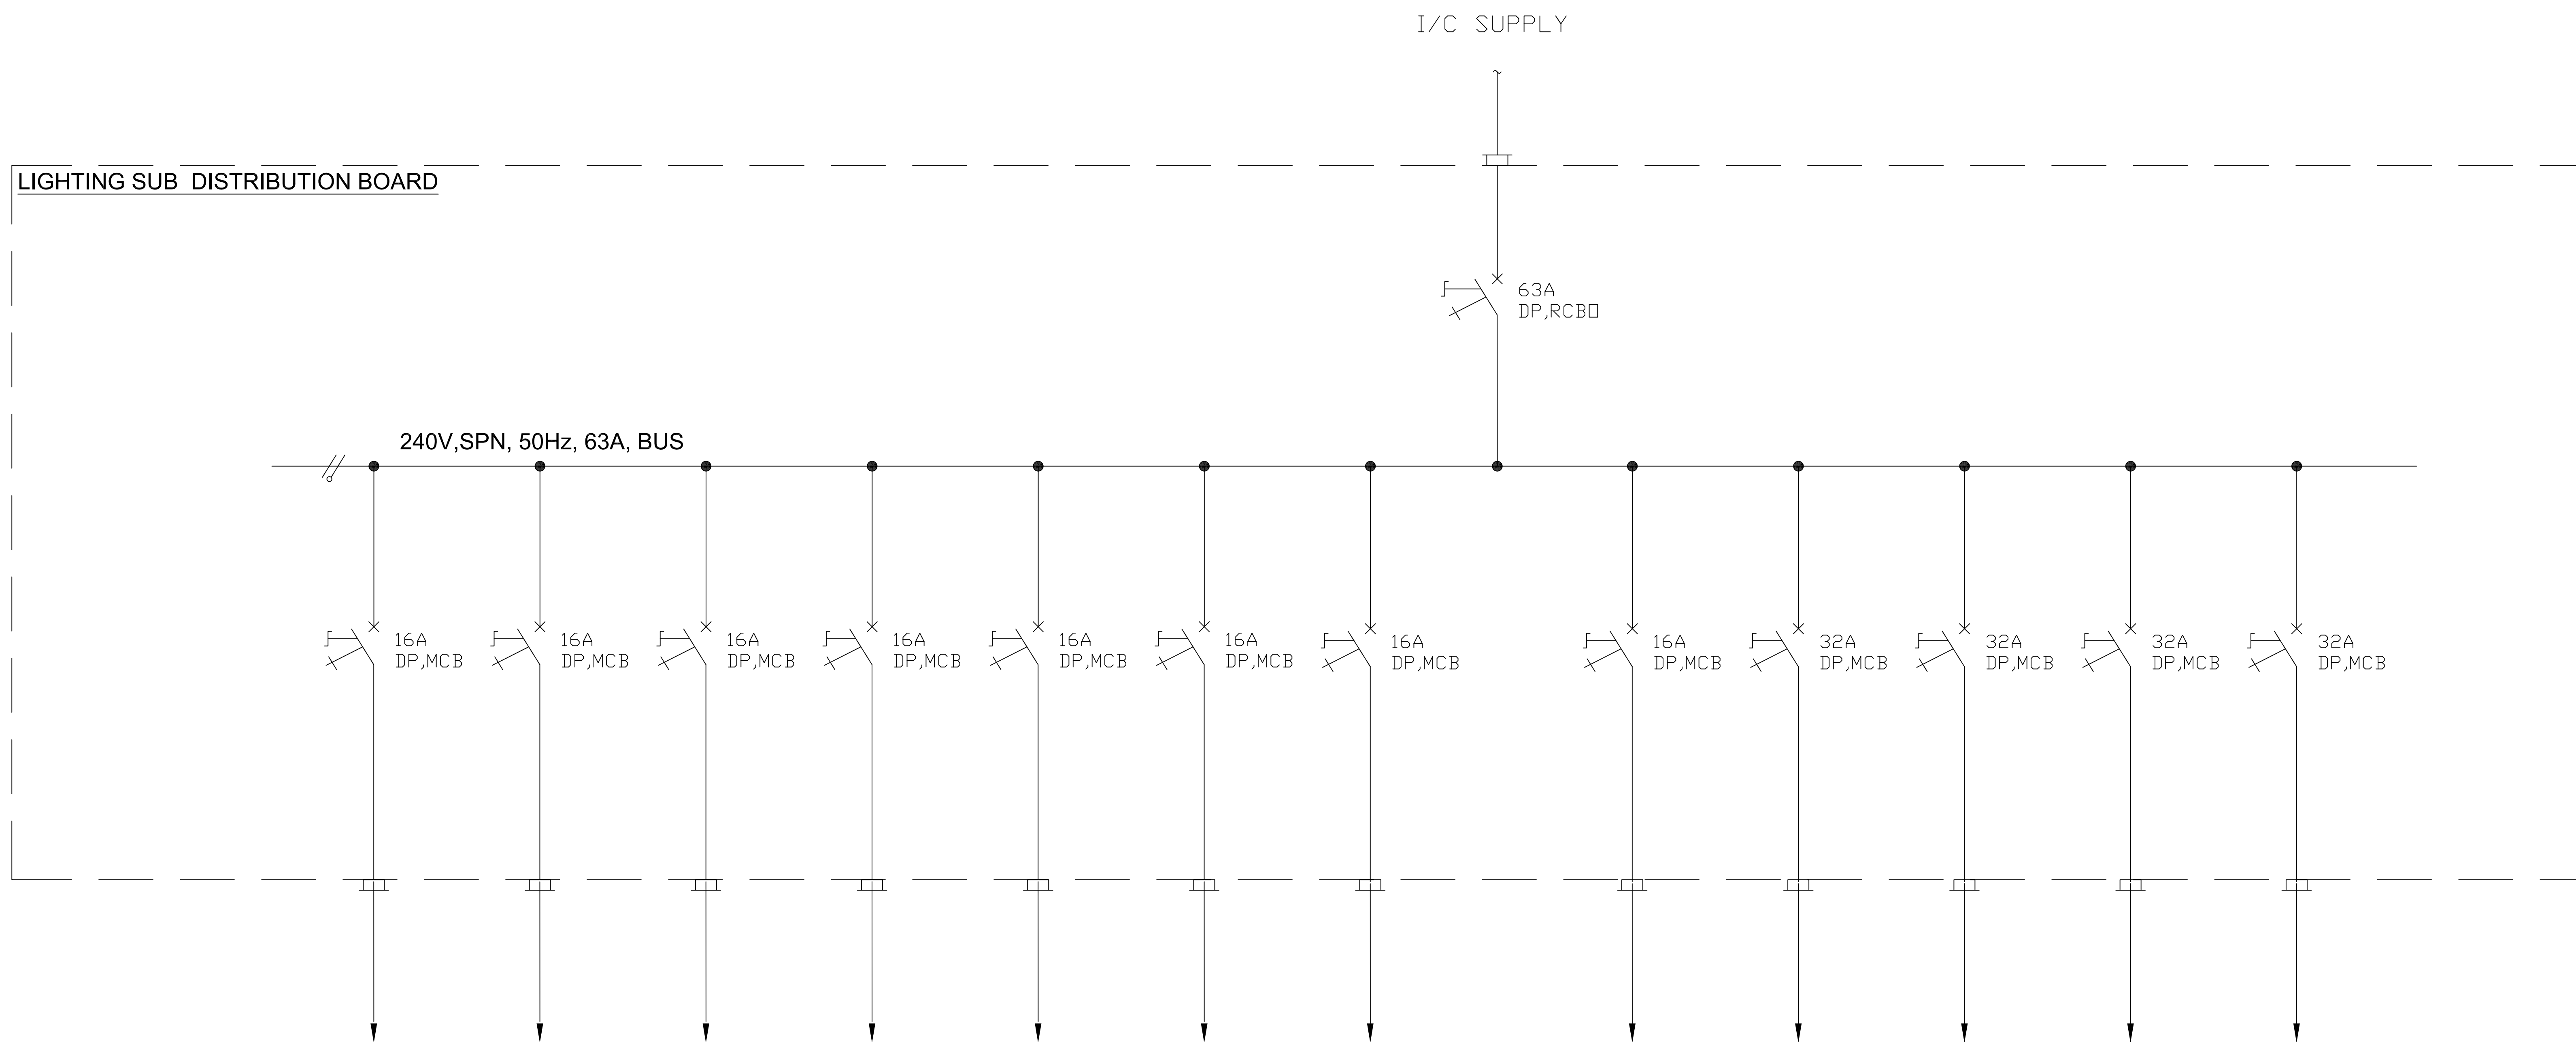 I/C SUPPLY
LIGHTING SUB  DISTRIBUTION BOARD
63A
DP,RCBO
240V,SPN, 50Hz, 63A, BUS
16A
DP,MCB
16A
DP,MCB
16A
DP,MCB
16A
DP,MCB
16A
DP,MCB
16A
DP,MCB
16A
DP,MCB
16A
DP,MCB
32A
DP,MCB
32A
DP,MCB
32A
DP,MCB
32A
DP,MCB